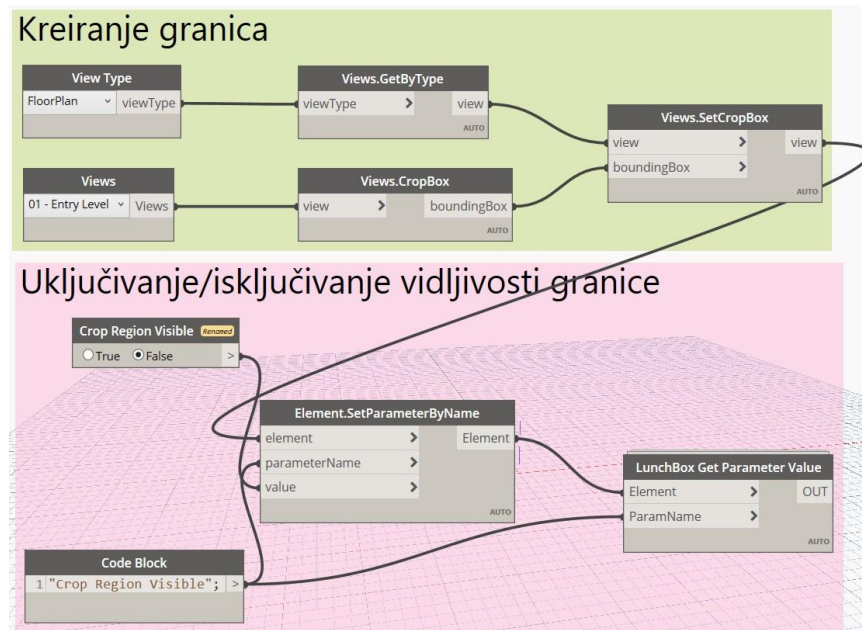 Kreiranje granica
View Type
FloorPlan viewType
Views.GetByType
viewType > view
AUTO
Views.SetCropBox
view > view
boundingBox >
AUTO
Views
01 - Entry Level Views
Views.CropBox
view > boundingBox
AUTO
Uključivanje/isključivanje vidljivosti granice
Crop Region Visible Renamed
True False >
Element.SetParameterByName
element > Element
parameterName >
value >
AUTO
LunchBox Get Parameter Value
Element > OUT
ParamName >
AUTO
Code Block
1 "Crop Region Visible"; >